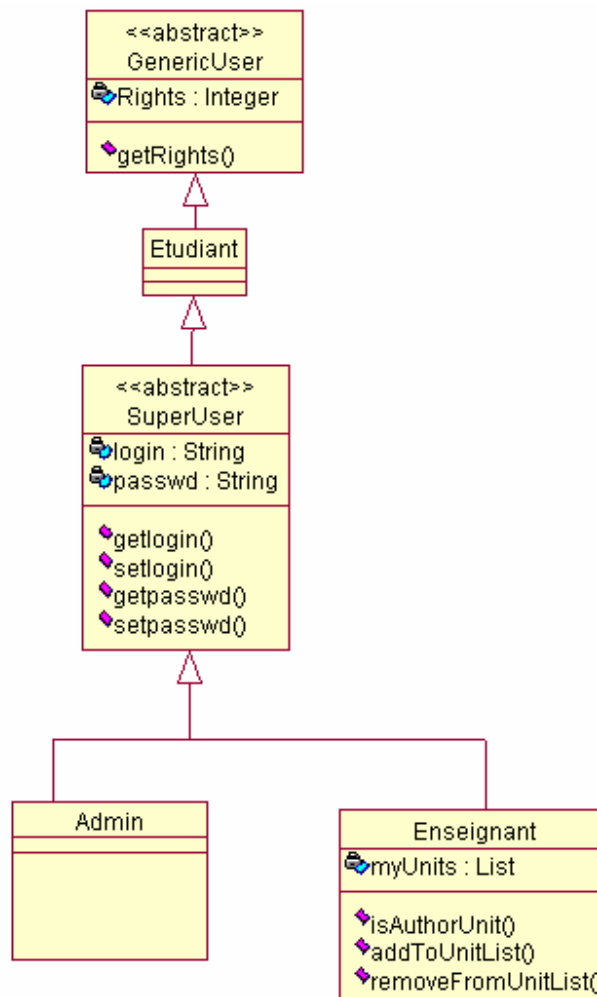 <<abstract>>
GenericUser
Rights : Integer
getRights()
Etudiant
<<abstract>>
SuperUser
login : String
passwd : String
getlogin()
setlogin()
getpasswd()
setpasswd()
Admin
Enseignant
myUnits : List
isAuthorUnit()
addToUnitList()
removeFromUnitList()